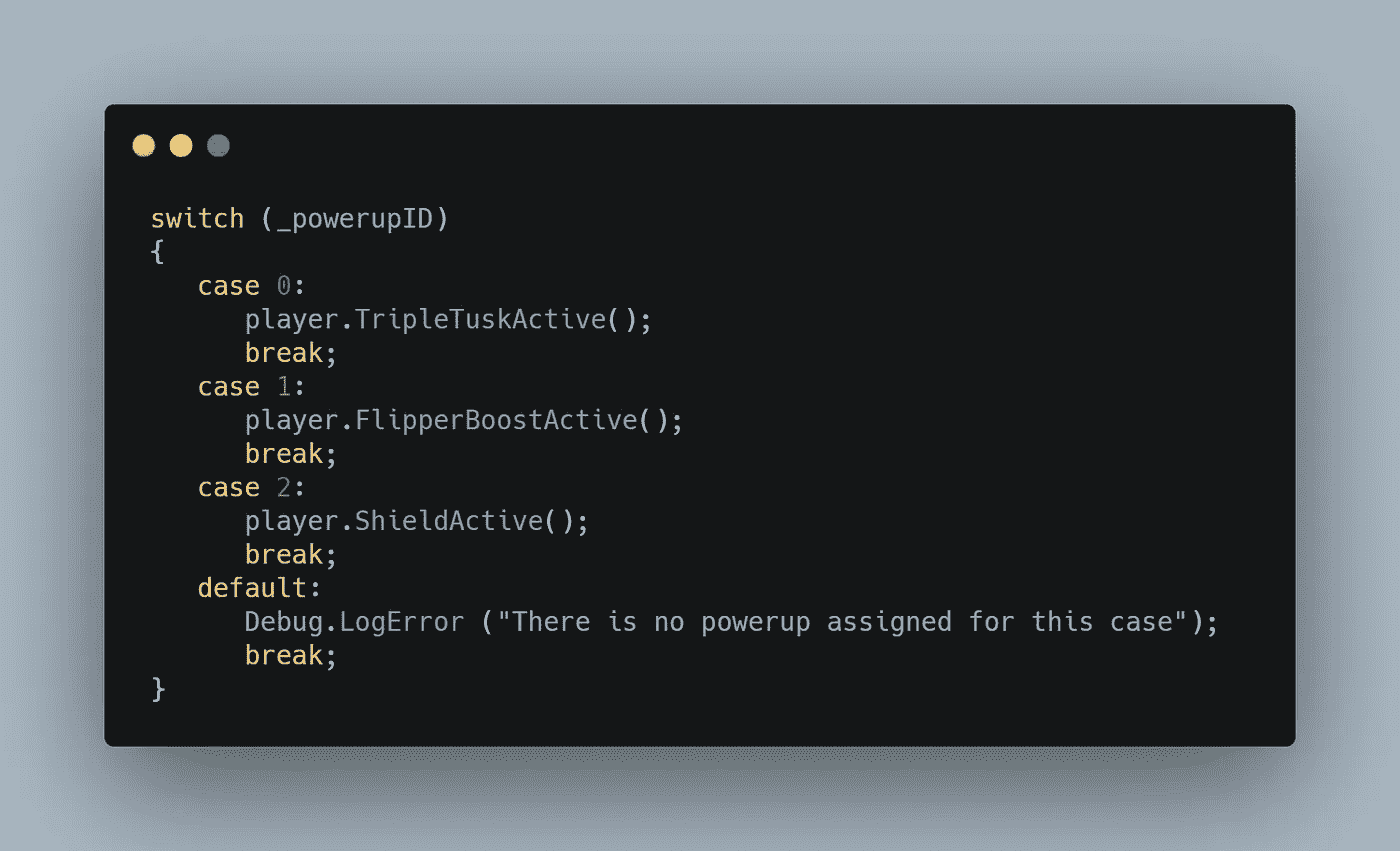 switch (_powerupID)
{
   case 0:
      player.TripleTuskActive();
      break;
   case 1:
      player.FlipperBoostActive();
      break;
   case 2:
      player.ShieldActive();
      break;
   default:
      Debug.LogError ("There is no powerup assigned for this case");
      break;
}